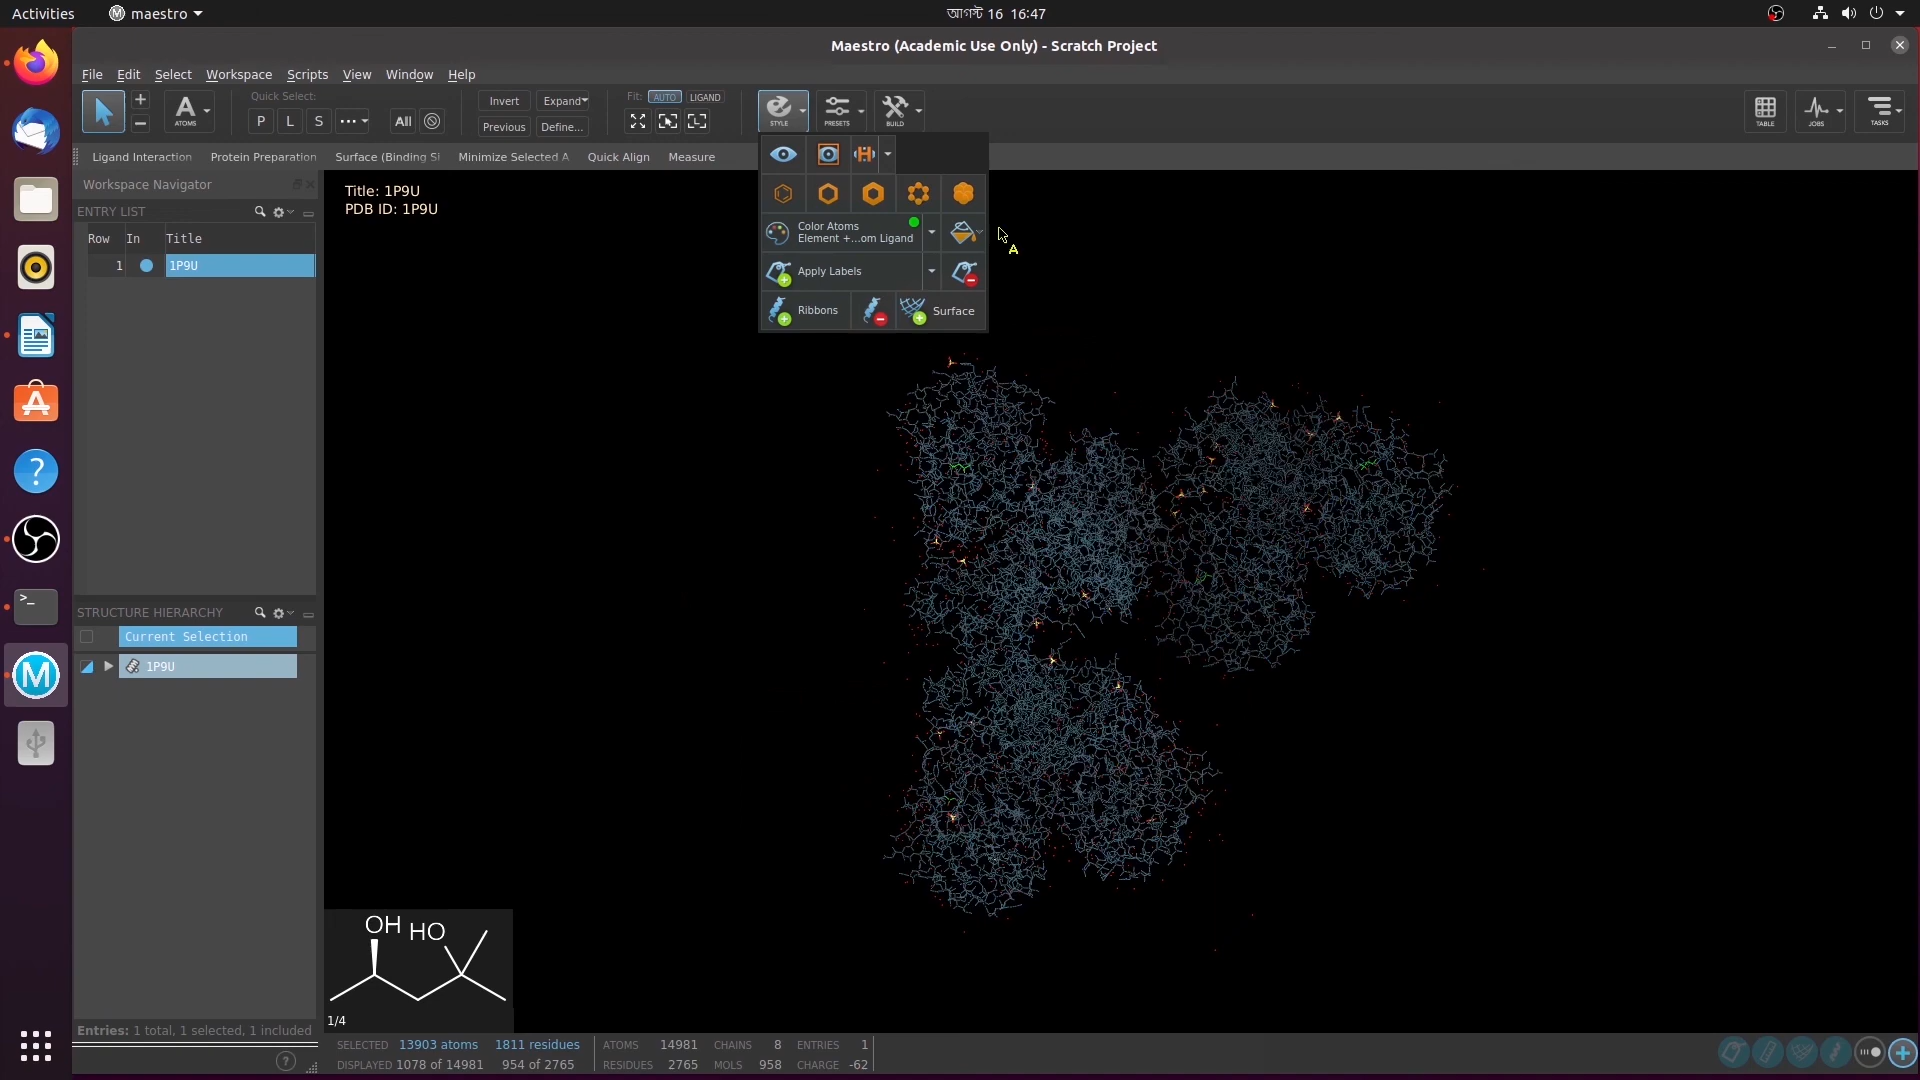 Activities
maestro
আগস্ট 16 16:47
Maestro (Academic Use Only) - Scratch Project
File Edit Select Workspace Scripts View Window Help
Quick Select:
Invert
Expand
Fit: AUTO LIGAND
ATOMS
P L S ... All
Previous
Define...
STYLE
PRESETS
BUILD
TABLE
JOBS
TASKS
Ligand Interaction Protein Preparation Surface (Binding Si Minimize Selected A Quick Align Measure
Workspace Navigator
ENTRY LIST
Row In Title
1 1P9U
Title: 1P9U
PDB ID: 1P9U
Color Atoms
Element +...om Ligand
Apply Labels
Ribbons
Surface
A
STRUCTURE HIERARCHY
Current Selection
1P9U
OH HO
1/4
Entries: 1 total, 1 selected, 1 included
SELECTED 13903 atoms 1811 residues ATOMS 14981 CHAINS 8 ENTRIES 1
DISPLAYED 1078 of 14981 954 of 2765 RESIDUES 2765 MOLS 958 CHARGE -62